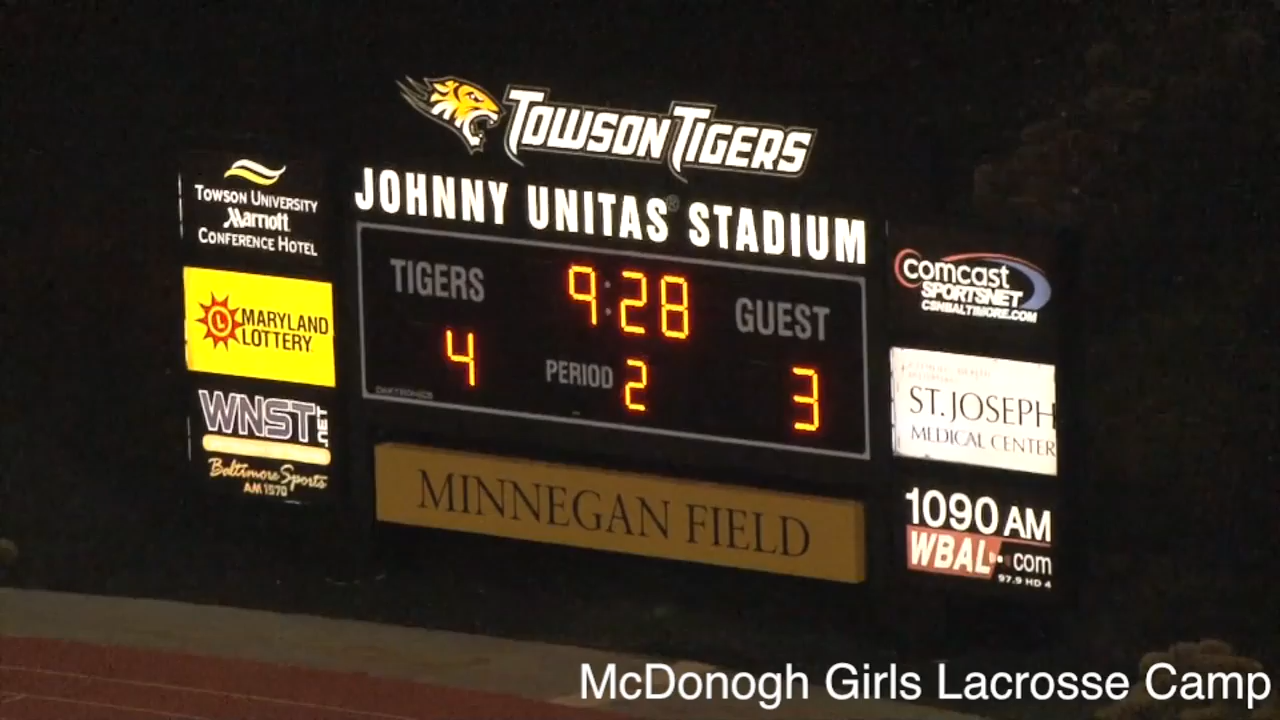 TOWSON TIGERS
JOHNNY UNITAS® STADIUM
TOWSON UNIVERSITY
Marriott
CONFERENCE HOTEL
MARYLAND
LOTTERY
WNST.NET
Baltimore Sports
AM 1570
TIGERS
9:28
GUEST
4
PERIOD 2
3
DAKTRONICS
MINNEGAN FIELD
comcast
SPORTSNET
CSNBALTIMORE.COM
ST. JOSEPH
MEDICAL CENTER
1090 AM
WBAL.com
97.9 HD 4
McDonogh Girls Lacrosse Camp